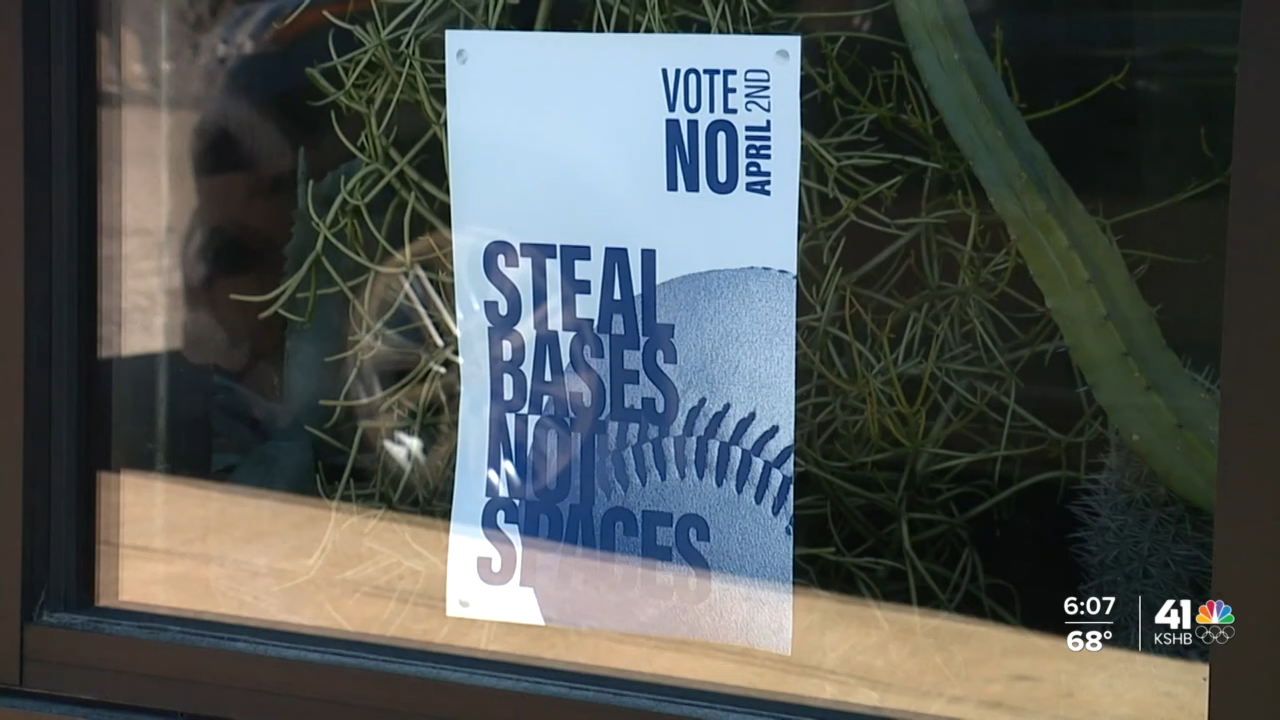 VOTE
NO
APRIL 2ND
STEAL
BASES
NOT
SPACES
6:07
68°
41
KSHB